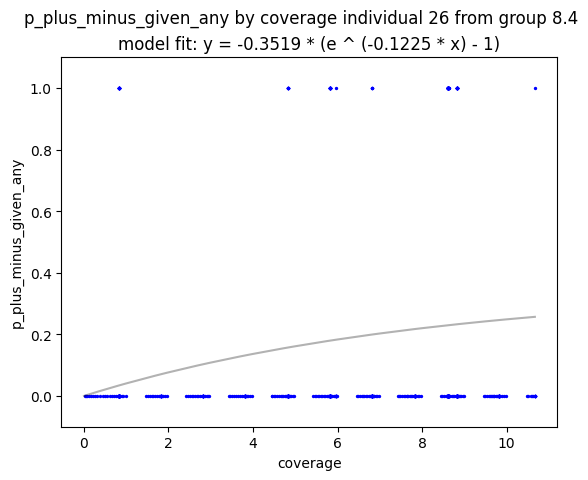 p_plus_minus_given_any by coverage individual 26 from group 8.4
model fit: y = -0.3519 * (e ^ (-0.1225 * x) - 1)
1.0
0.8
0.6
0.4
0.2
0.0
p_plus_minus_given_any
0 2 4 6 8 10
coverage